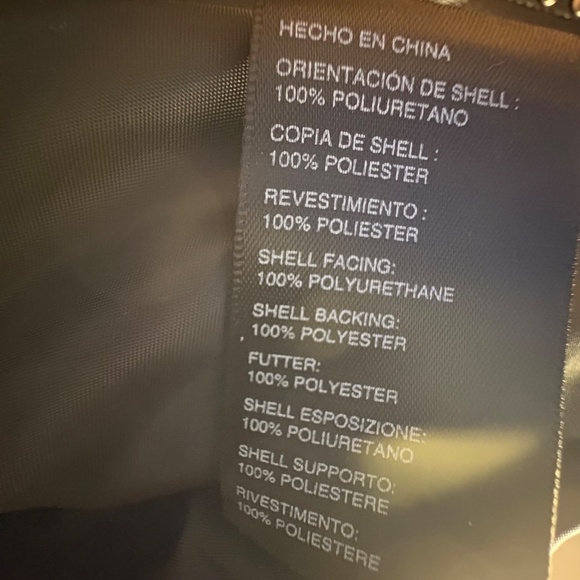 HECHO EN CHINA
ORIENTACIÓN DE SHELL :
100% POLIURETANO
COPIA DE SHELL :
100% POLIESTER
REVESTIMIENTO :
100% POLIESTER
SHELL FACING:
100% POLYURETHANE
SHELL BACKING:
100% POLYESTER
FUTTER:
100% POLYESTER
SHELL ESPOSIZIONE:
100% POLIURETANO
SHELL SUPPORTO:
100% POLIESTERE
RIVESTIMENTO:
100% POLIESTERE